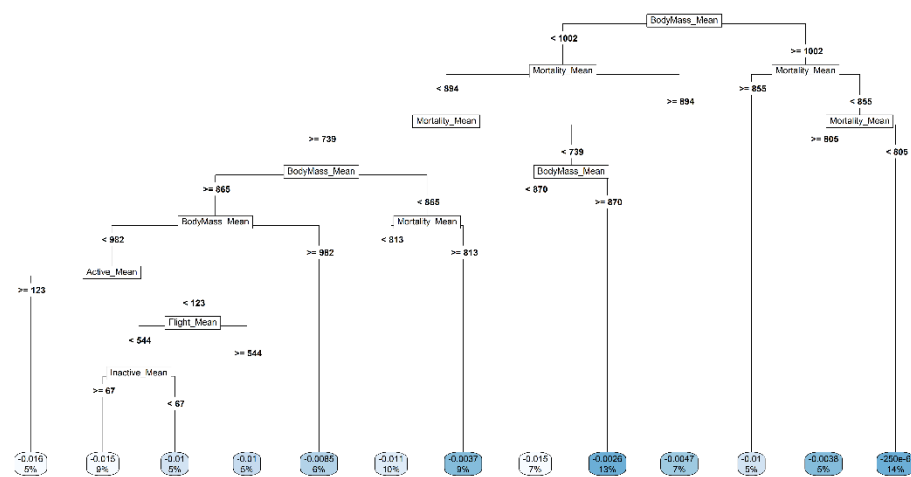 BodyMass_Mean
< 1002
>= 1002
Mortality_Mean
Mortality_Mean
< 894
>= 894
>= 855
< 855
Mortality_Mean
Mortality_Mean
>= 739
< 739
>= 805
< 805
BodyMass_Mean
BodyMass_Mean
>= 865
< 865
< 870
>= 870
BodyMass_Mean
Mortality_Mean
< 982
>= 982
< 813
>= 813
Active_Mean
>= 123
< 123
Flight_Mean
< 544
>= 544
Inactive_Mean
>= 67
< 67
-0.016 -0.015 -0.01 -0.01 -0.0085 -0.011 -0.0037 -0.015 -0.0026 -0.0047 -0.01 -0.0038 -250e-6
5% 9% 5% 5% 6% 10% 9% 7% 13% 7% 5% 5% 14%